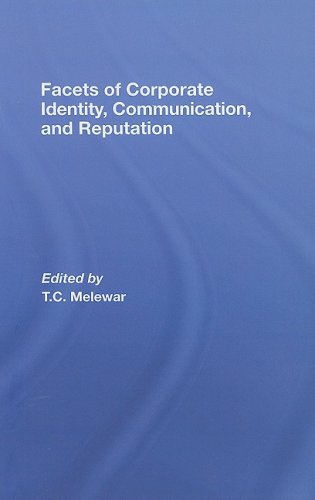 Facets of Corporate
Identity, Communication,
and Reputation
Edited by
T.C. Melewar